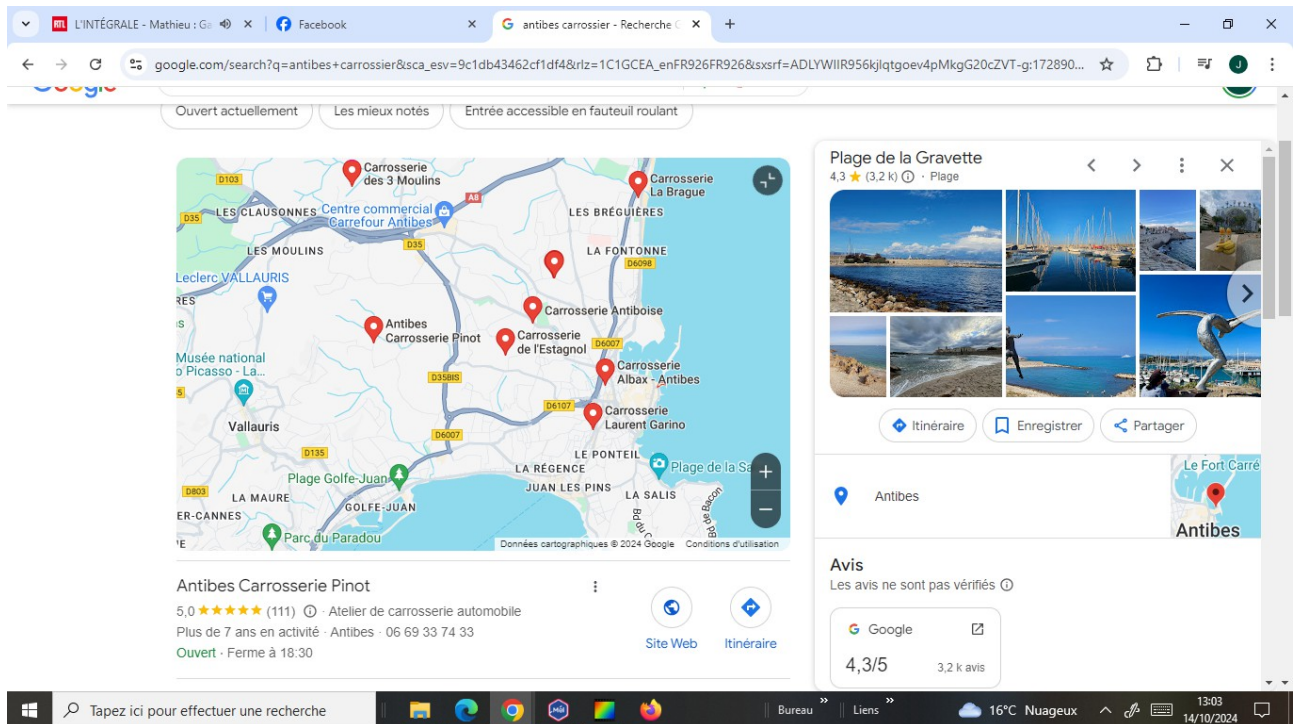 L'INTÉGRALE - Mathieu : Ga
Facebook
antibes carrossier - Recherche G
google.com/search?q=antibes+carrossier&sca_esv=9c1db43462cf1df4&rlz=1C1GCEA_enFR926FR926&sxsrf=ADLYWIIR956kjlqtgoev4pMkgG20cZVT-g:172890...
J
Google
Ouvert actuellement
Les mieux notés
Entrée accessible en fauteuil roulant
Carrosserie
des 3 Moulins
D103
A8
Carrosserie
La Brague
D35
LES CLAUSONNES
Centre commercial
Carrefour Antibes
LES BRÉGUIÈRES
LES MOULINS
D35
LA FONTONNE
D6098
Leclerc VALLAURIS
RES
Carrosserie Antiboise
S
Antibes
Carrosserie Pinot
Carrosserie
de l'Estagnol
D6007
Musée national
o Picasso - La...
Carrosserie
Albax - Antibes
D35BIS
D6107
Carrosserie
Laurent Garino
Vallauris
D6007
D135
LE PONTEIL
Plage Golfe-Juan
LA RÉGENCE
Plage de la Sa
D803
LA MAURE
JUAN LES PINS
LA SALIS
GOLFE-JUAN
ER-CANNES
Bd de Bacon
Bd du C
Parc du Paradou
Données cartographiques © 2024 Google
Conditions d'utilisation
Antibes Carrosserie Pinot
5,0 ★★★★★ (111) · Atelier de carrosserie automobile
Plus de 7 ans en activité · Antibes · 06 69 33 74 33
Ouvert · Ferme à 18:30
Site Web
Itinéraire
Plage de la Gravette
4,3 ★ (3,2 k) · Plage
Itinéraire
Enregistrer
Partager
Antibes
Le Fort Carré
Antibes
Avis
Les avis ne sont pas vérifiés
Google
4,3/5
3,2 k avis
Tapez ici pour effectuer une recherche
Bureau
Liens
16°C Nuageux
13:03
14/10/2024